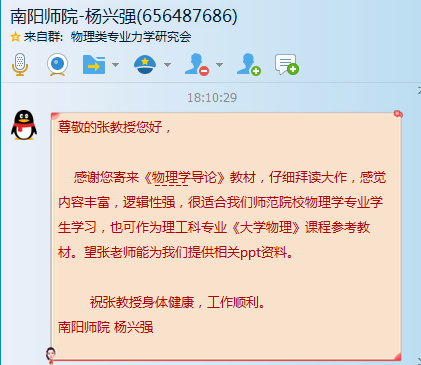 南阳师院-杨兴强(656487686)
来自群: 物理类专业力学研究会
18:10:29
尊敬的张教授您好，
感谢您寄来《物理学导论》教材，仔细拜读大作，感觉
内容丰富，逻辑性强，很适合我们师范院校物理学专业学
生学习，也可作为理工科专业《大学物理》课程参考教
材。望张老师能为我们提供相关ppt资料。
祝张教授身体健康，工作顺利。
南阳师院 杨兴强